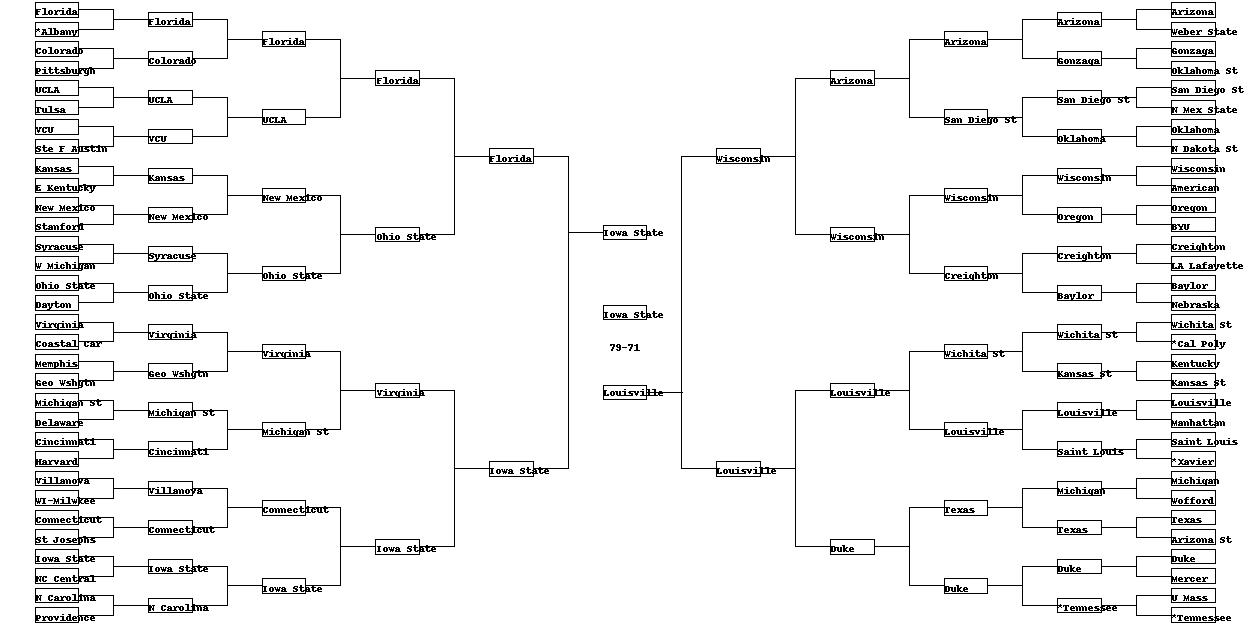 Florida
*Albany
Colorado
Pittsburgh
UCLA
Tulsa
VCU
Ste F Austin
Kansas
E Kentucky
New Mexico
Stanford
Syracuse
W Michigan
Ohio State
Dayton
Virginia
Coastal Car
Memphis
Geo Wshgtn
Michigan St
Delaware
Cincinnati
Harvard
Villanova
WI-Milwkee
Connecticut
St Josephs
Iowa State
NC Central
N Carolina
Providence
Florida
Colorado
UCLA
VCU
Kansas
New Mexico
Syracuse
Ohio State
Virginia
Geo Wshgtn
Michigan St
Cincinnati
Villanova
Connecticut
Iowa State
N Carolina
Florida
UCLA
New Mexico
Ohio State
Virginia
Michigan St
Connecticut
Iowa State
Florida
Ohio State
Virginia
Iowa State
Florida
Iowa State
Iowa State
Iowa State
79-71
Louisville
Wisconsin
Louisville
Arizona
Wisconsin
Louisville
Duke
Arizona
San Diego St
Wisconsin
Creighton
Wichita St
Louisville
Texas
Duke
Arizona
Gonzaga
San Diego St
Oklahoma
Wisconsin
Oregon
Creighton
Baylor
Wichita St
Kansas St
Louisville
Saint Louis
Michigan
Texas
Duke
*Tennessee
Arizona
Weber State
Gonzaga
Oklahoma St
San Diego St
N Mex State
Oklahoma
N Dakota St
Wisconsin
American
Oregon
BYU
Creighton
LA Lafayette
Baylor
Nebraska
Wichita St
*Cal Poly
Kentucky
Kansas St
Louisville
Manhattan
Saint Louis
*Xavier
Michigan
Wofford
Texas
Arizona St
Duke
Mercer
U Mass
*Tennessee